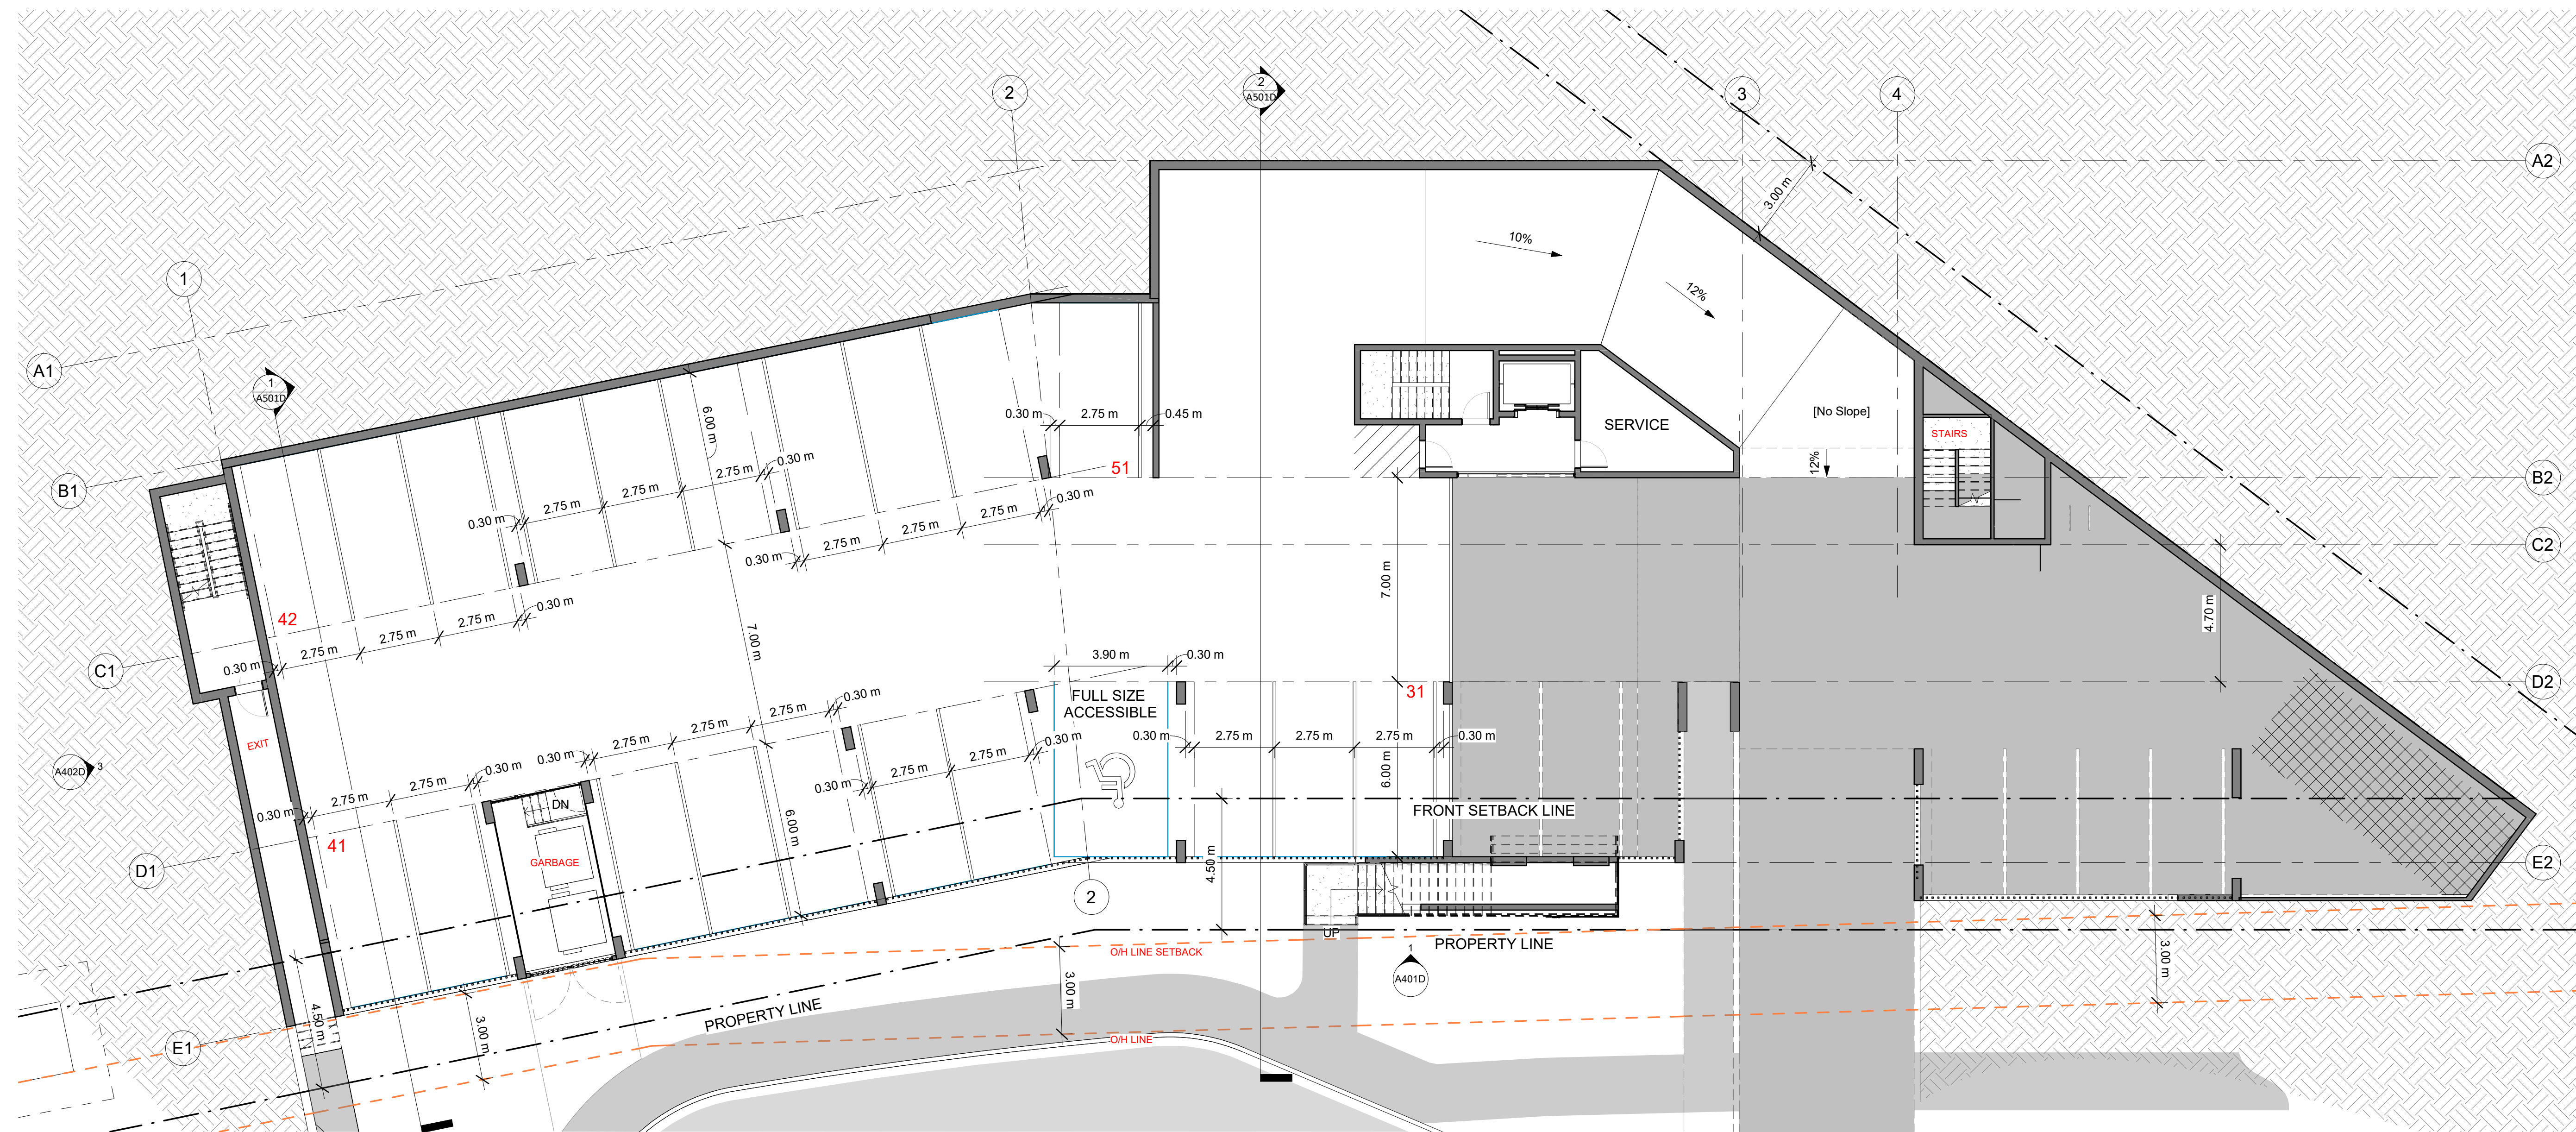 2
2
A501D
3
4
A2
3.00 m
1
10%
12%
A1
1
A501D
6.00 m
0.30 m
2.75 m
0.45 m
[No Slope]
SERVICE
STAIRS
51
12%
B1
B2
2.75 m
0.30 m
2.75 m
2.75 m
0.30 m
0.30 m
2.75 m
2.75 m
2.75 m
0.30 m
C2
7.00 m
42
0.30 m
2.75 m
2.75 m
2.75 m
0.30 m
4.70 m
7.00 m
C1
3.90 m
0.30 m
D2
31
FULL SIZE
ACCESSIBLE
EXIT
0.30 m
2.75 m
2.75 m
2.75 m
0.30 m
0.30 m
2.75 m
2.75 m
2.75 m
0.30 m
A402D
3
0.30 m
2.75 m
2.75 m
0.30 m
0.30 m
2.75 m
2.75 m
0.30 m
6.00 m
DN
FRONT SETBACK LINE
6.00 m
41
GARBAGE
D1
4.50 m
E2
2
UP
PROPERTY LINE
O/H LINE SETBACK
1
A401D
3.00 m
3.00 m
PROPERTY LINE
4.50 m
3.00 m
E1
O/H LINE